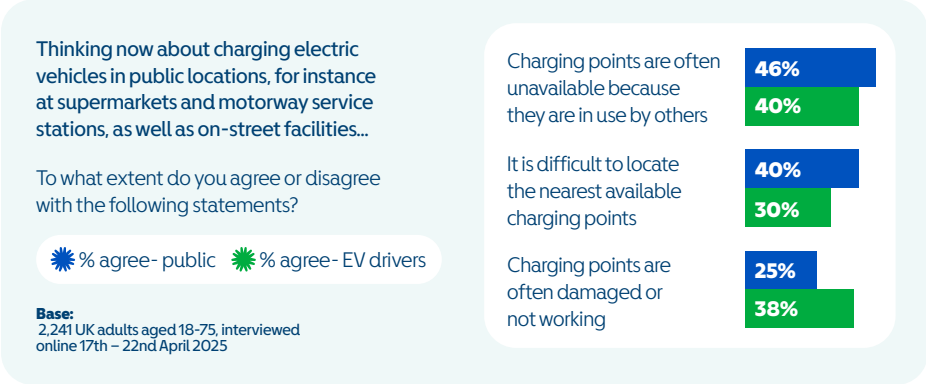 Thinking now about charging electric
vehicles in public locations, for instance
at supermarkets and motorway service
stations, as well as on-street facilities...
To what extent do you agree or disagree
with the following statements?
% agree- public % agree- EV drivers
Base:
2,241 UK adults aged 18-75, interviewed
online 17th – 22nd April 2025
Charging points are often
unavailable because
they are in use by others
46%
40%
It is difficult to locate
the nearest available
charging points
40%
30%
Charging points are
often damaged or
not working
25%
38%